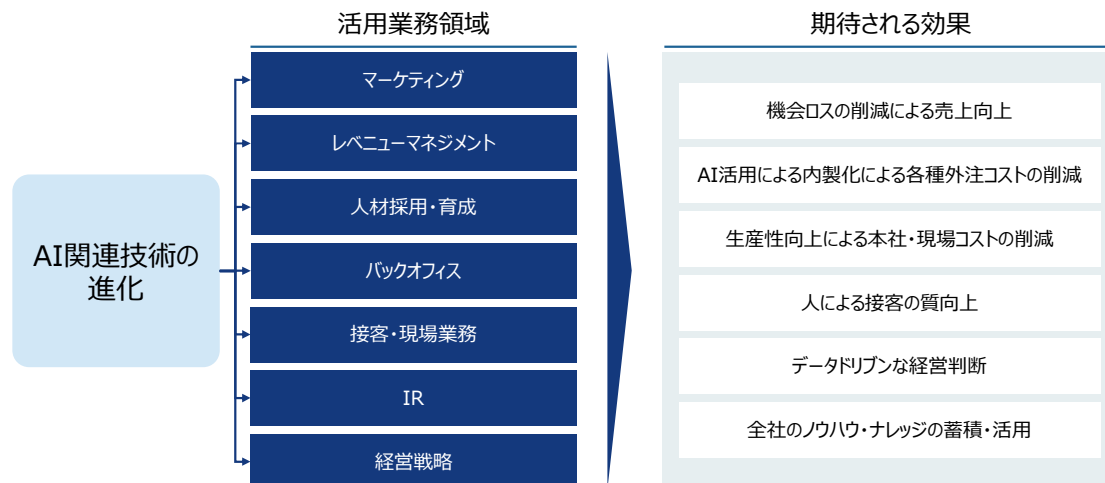 活用業務領域
期待される効果
AI関連技術の
進化
マーケティング
レベニューマネジメント
人材採用・育成
バックオフィス
接客・現場業務
IR
経営戦略
機会ロスの削減による売上向上
AI活用による内製化による各種外注コストの削減
生産性向上による本社・現場コストの削減
人による接客の質向上
データドリブンな経営判断
全社のノウハウ・ナレッジの蓄積・活用